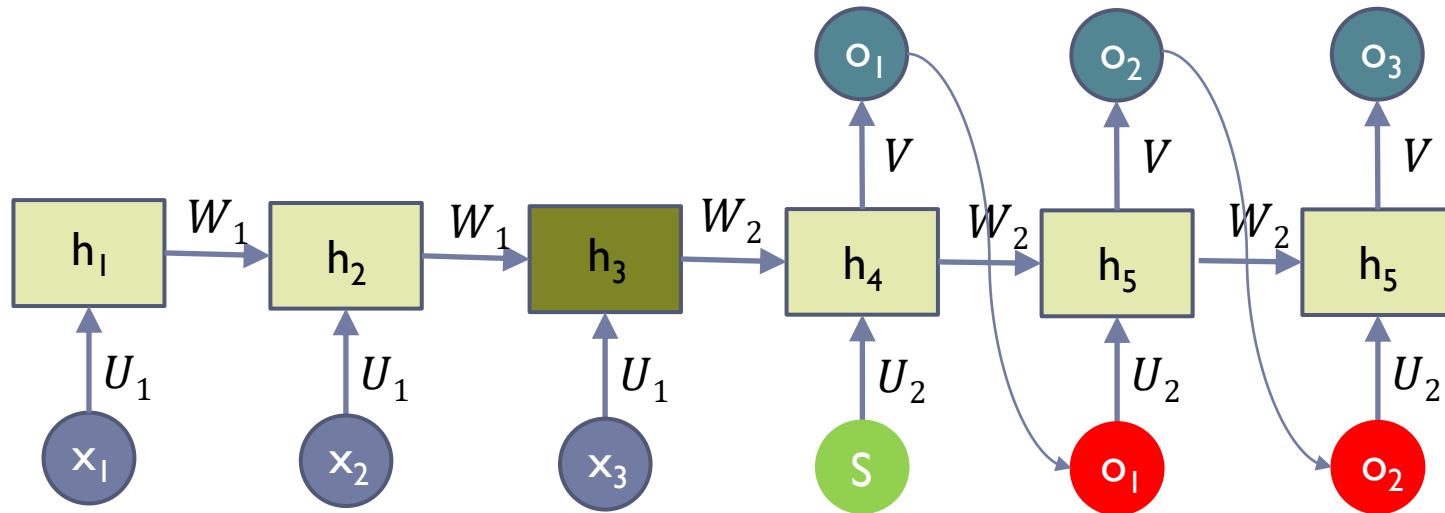 o₁ o₂ o₃
V V V
W₁ W₁ W₂ W₂ W₂
h₁ h₂ h₃ h₄ h₅ h₅
U₁ U₁ U₁ U₂ U₂ U₂
x₁ x₂ x₃ S o₁ o₂